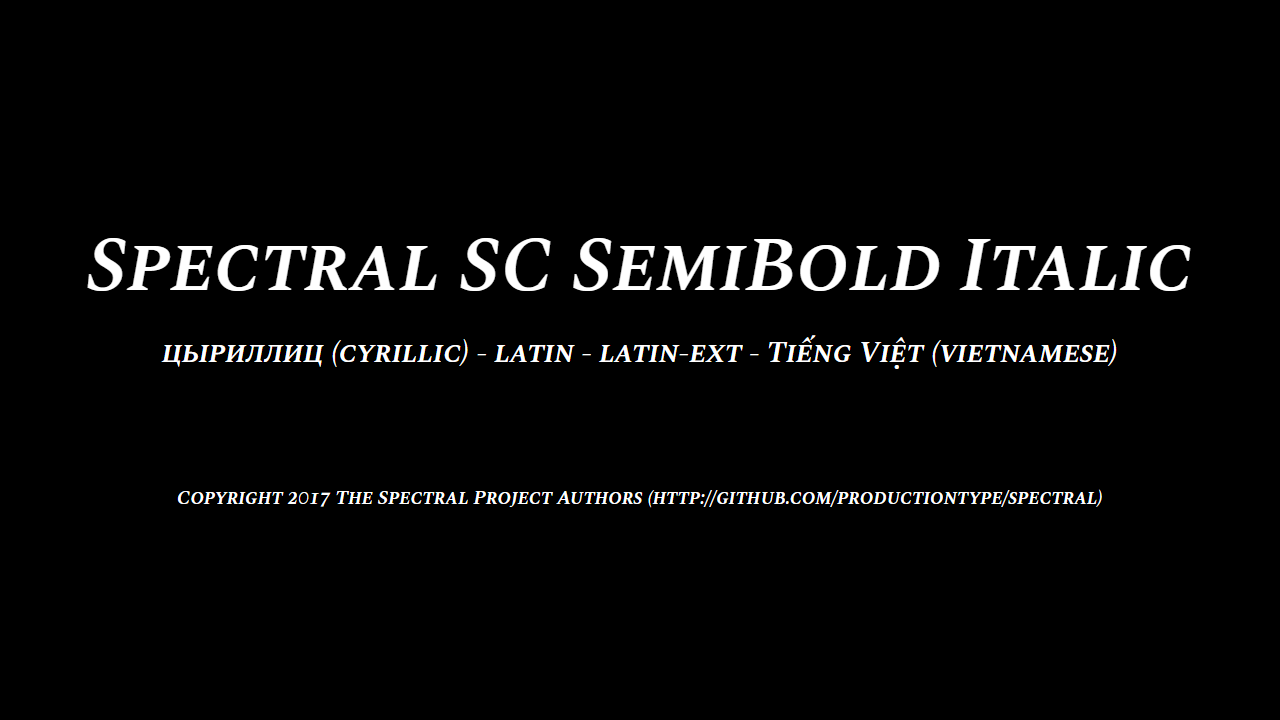 Spectral SC SemiBold Italic
цыриллиц (cyrillic) - latin - latin-ext - Tiếng Việt (vietnamese)
Copyright 2017 The Spectral Project Authors (http://github.com/productiontype/spectral)